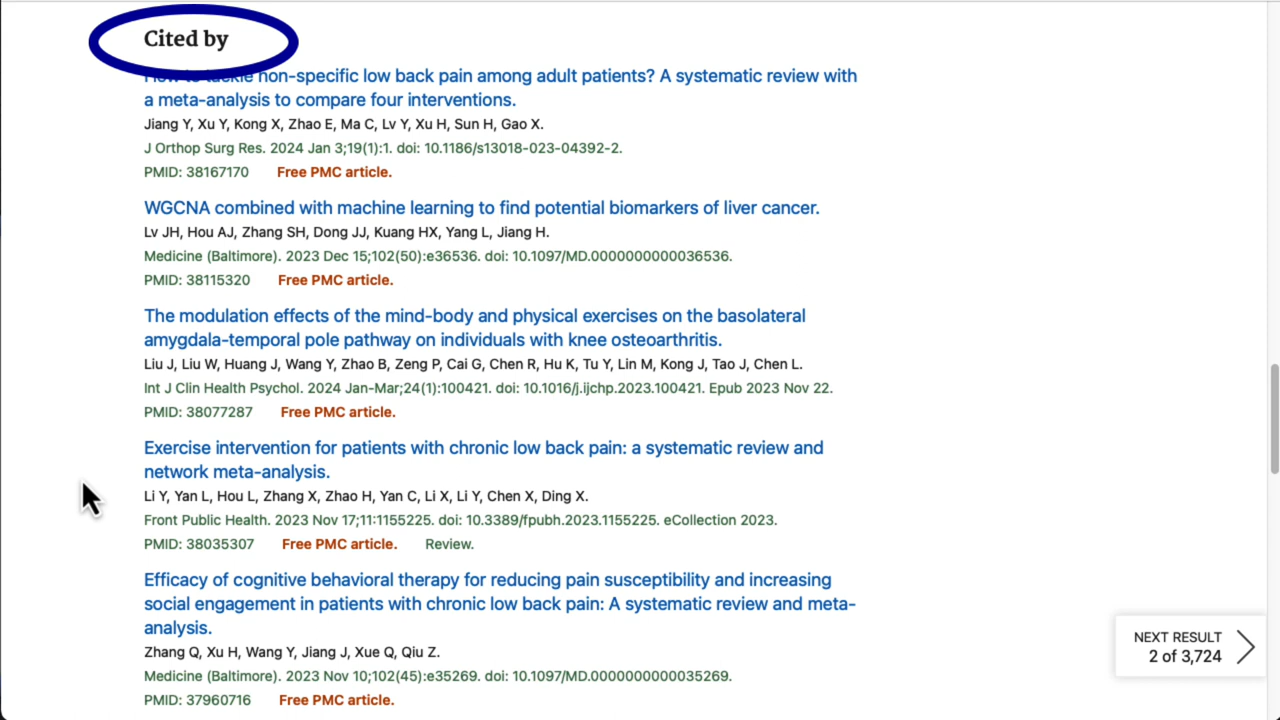 Cited by
How to tackle non-specific low back pain among adult patients? A systematic review with
a meta-analysis to compare four interventions.
Jiang Y, Xu Y, Kong X, Zhao E, Ma C, Lv Y, Xu H, Sun H, Gao X.
J Orthop Surg Res. 2024 Jan 3;19(1):1. doi: 10.1186/s13018-023-04392-2.
PMID: 38167170 Free PMC article.
WGCNA combined with machine learning to find potential biomarkers of liver cancer.
Lv JH, Hou AJ, Zhang SH, Dong JJ, Kuang HX, Yang L, Jiang H.
Medicine (Baltimore). 2023 Dec 15;102(50):e36536. doi: 10.1097/MD.0000000000036536.
PMID: 38115320 Free PMC article.
The modulation effects of the mind-body and physical exercises on the basolateral
amygdala-temporal pole pathway on individuals with knee osteoarthritis.
Liu J, Liu W, Huang J, Wang Y, Zhao B, Zeng P, Cai G, Chen R, Hu K, Tu Y, Lin M, Kong J, Tao J, Chen L.
Int J Clin Health Psychol. 2024 Jan-Mar;24(1):100421. doi: 10.1016/j.ijchp.2023.100421. Epub 2023 Nov 22.
PMID: 38077287 Free PMC article.
Exercise intervention for patients with chronic low back pain: a systematic review and
network meta-analysis.
Li Y, Yan L, Hou L, Zhang X, Zhao H, Yan C, Li X, Li Y, Chen X, Ding X.
Front Public Health. 2023 Nov 17;11:1155225. doi: 10.3389/fpubh.2023.1155225. eCollection 2023.
PMID: 38035307 Free PMC article. Review.
Efficacy of cognitive behavioral therapy for reducing pain susceptibility and increasing
social engagement in patients with chronic low back pain: A systematic review and meta-
analysis.
Zhang Q, Xu H, Wang Y, Jiang J, Xue Q, Qiu Z.
Medicine (Baltimore). 2023 Nov 10;102(45):e35269. doi: 10.1097/MD.0000000000035269.
PMID: 37960716 Free PMC article.
NEXT RESULT
2 of 3,724